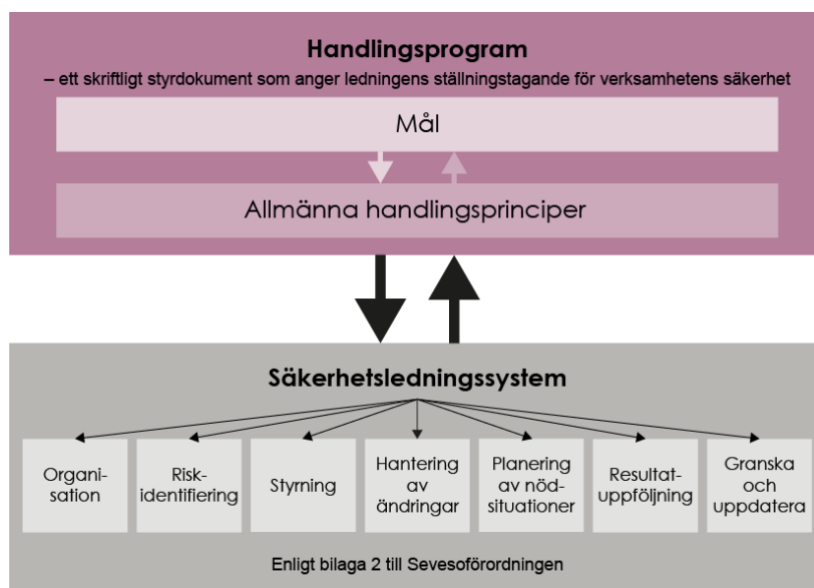 Handlingsprogram
– ett skriftligt styrdokument som anger ledningens ställningstagande för verksamhetens säkerhet
Mål
Allmänna handlingsprinciper
Säkerhetsledningssystem
Organi-
sation
Risk-
identifiering
Styrning
Hantering
av
ändringar
Planering
av nöd-
situationer
Resultat-
uppföljning
Granska
och
uppdatera
Enligt bilaga 2 till Sevesoförordningen